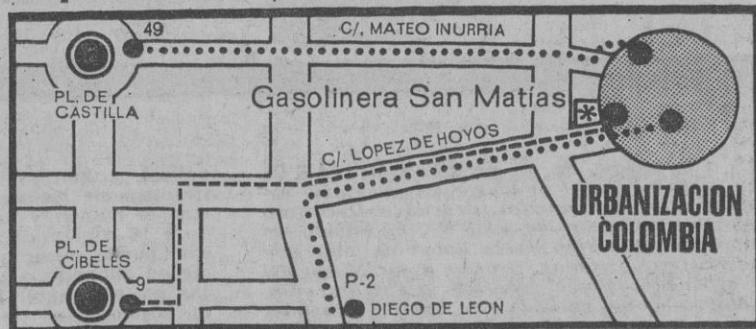 49
C/. MATEO INURRIA
PL. DE
CASTILLA
Gasolinera San Matías
*
C/. LOPEZ DE HOYOS
URBANIZACION
COLOMBIA
PL. DE
CIBELES
9
P-2
DIEGO DE LEON